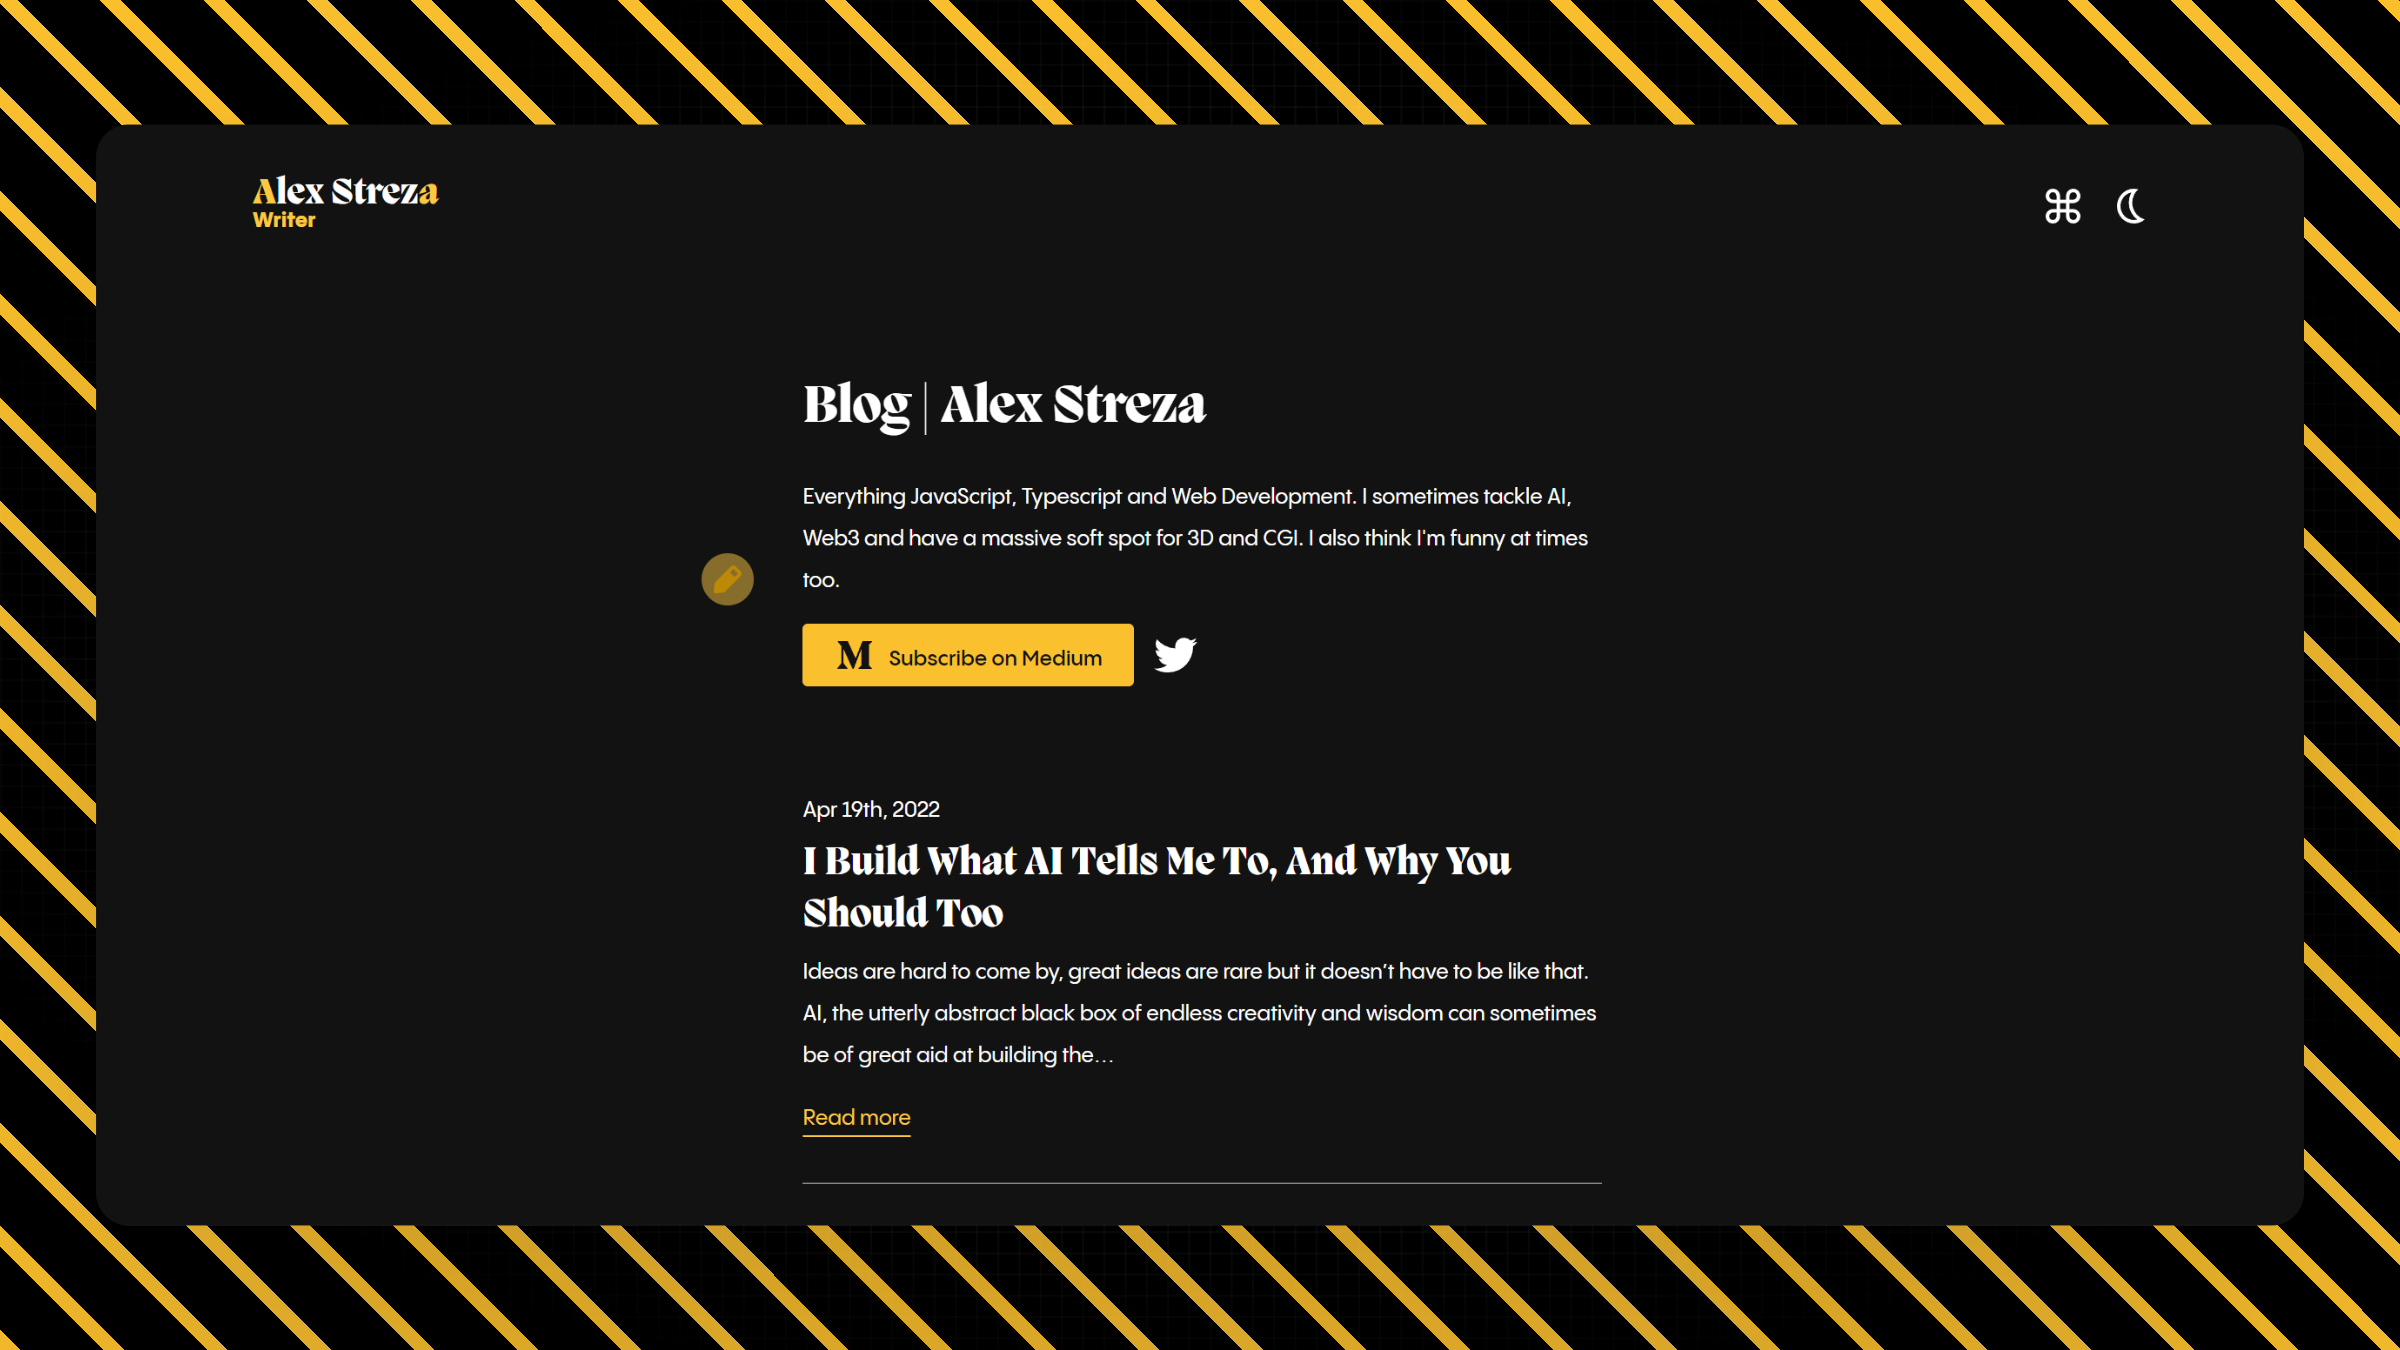 Alex Streza
Writer
Blog | Alex Streza
Everything JavaScript, Typescript and Web Development. I sometimes tackle AI,
Web3 and have a massive soft spot for 3D and CGI. I also think I'm funny at times
too.
M Subscribe on Medium
Apr 19th, 2022
I Build What AI Tells Me To, And Why You
Should Too
Ideas are hard to come by, great ideas are rare but it doesn’t have to be like that.
AI, the utterly abstract black box of endless creativity and wisdom can sometimes
be of great aid at building the…
Read more